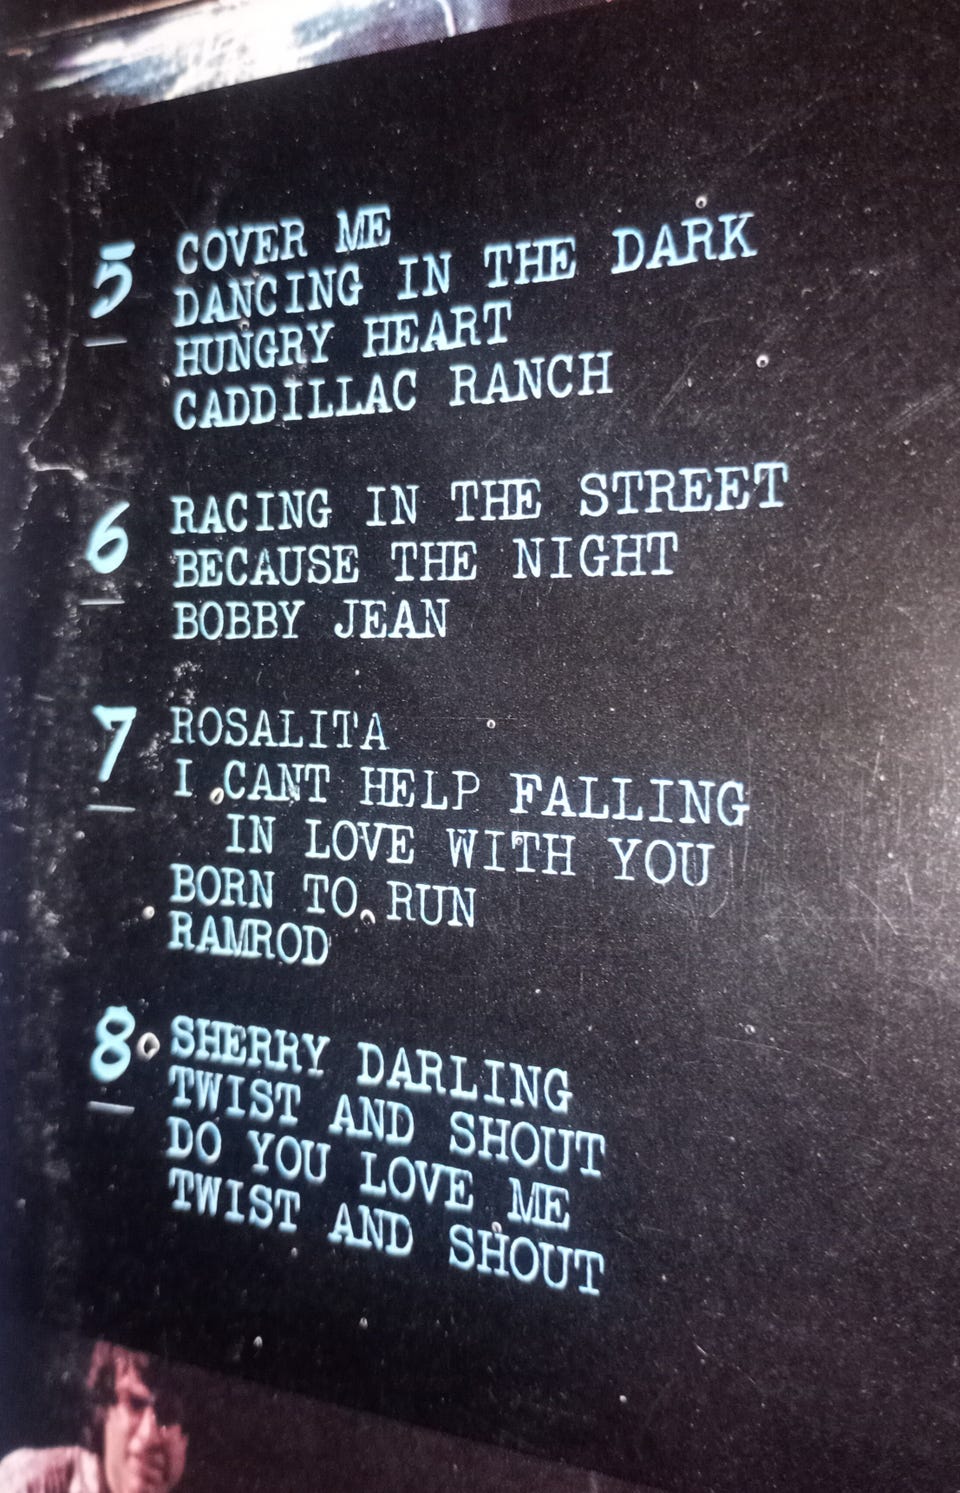 5
COVER ME
DANCING IN THE DARK
HUNGRY HEART
CADDILLAC RANCH
6
RACING IN THE STREET
BECAUSE THE NIGHT
BOBBY JEAN
7
ROSALITA
I CANT HELP FALLING
IN LOVE WITH YOU
BORN TO RUN
RAMROD
8
SHERRY DARLING
TWIST AND SHOUT
DO YOU LOVE ME
TWIST AND SHOUT